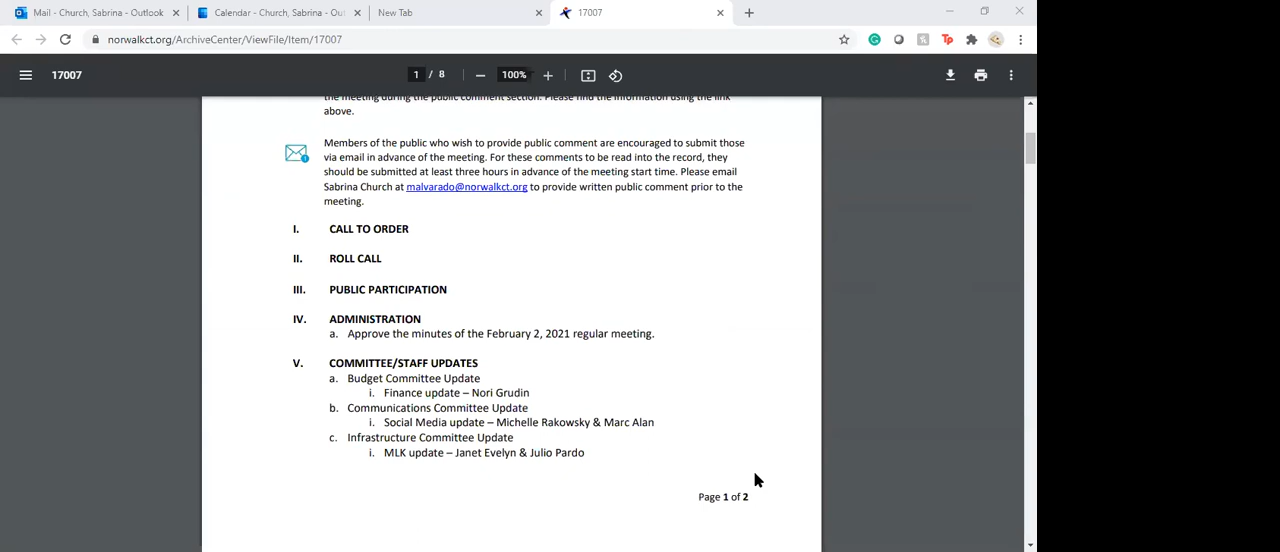 Mail - Church, Sabrina - Outlook
Calendar - Church, Sabrina - Out
New Tab
17007
norwalkct.org/ArchiveCenter/ViewFile/Item/17007
17007
1 / 8
100%
the meeting during the public comment section. Please find the information using the link
above.
Members of the public who wish to provide public comment are encouraged to submit those
via email in advance of the meeting. For these comments to be read into the record, they
should be submitted at least three hours in advance of the meeting start time. Please email
Sabrina Church at malvarado@norwalkct.org to provide written public comment prior to the
meeting.
I. CALL TO ORDER
II. ROLL CALL
III. PUBLIC PARTICIPATION
IV. ADMINISTRATION
a. Approve the minutes of the February 2, 2021 regular meeting.
V. COMMITTEE/STAFF UPDATES
a. Budget Committee Update
i. Finance update – Nori Grudin
b. Communications Committee Update
i. Social Media update – Michelle Rakowsky & Marc Alan
c. Infrastructure Committee Update
i. MLK update – Janet Evelyn & Julio Pardo
Page 1 of 2